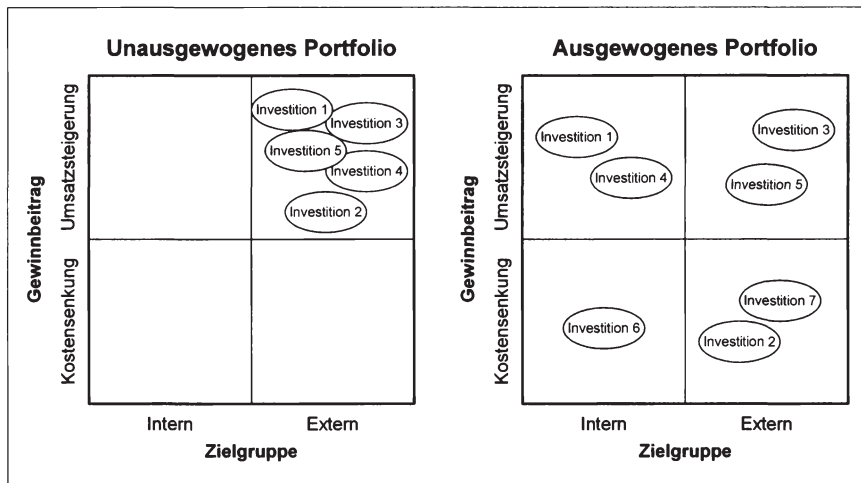 Unausgewogenes Portfolio
Gewinnbeitrag
Umsatzsteigerung
Kostensenkung
Investition 1
Investition 3
Investition 5
Investition 4
Investition 2
Intern
Extern
Zielgruppe
Ausgewogenes Portfolio
Gewinnbeitrag
Umsatzsteigerung
Kostensenkung
Investition 1
Investition 3
Investition 4
Investition 5
Investition 7
Investition 6
Investition 2
Intern
Extern
Zielgruppe